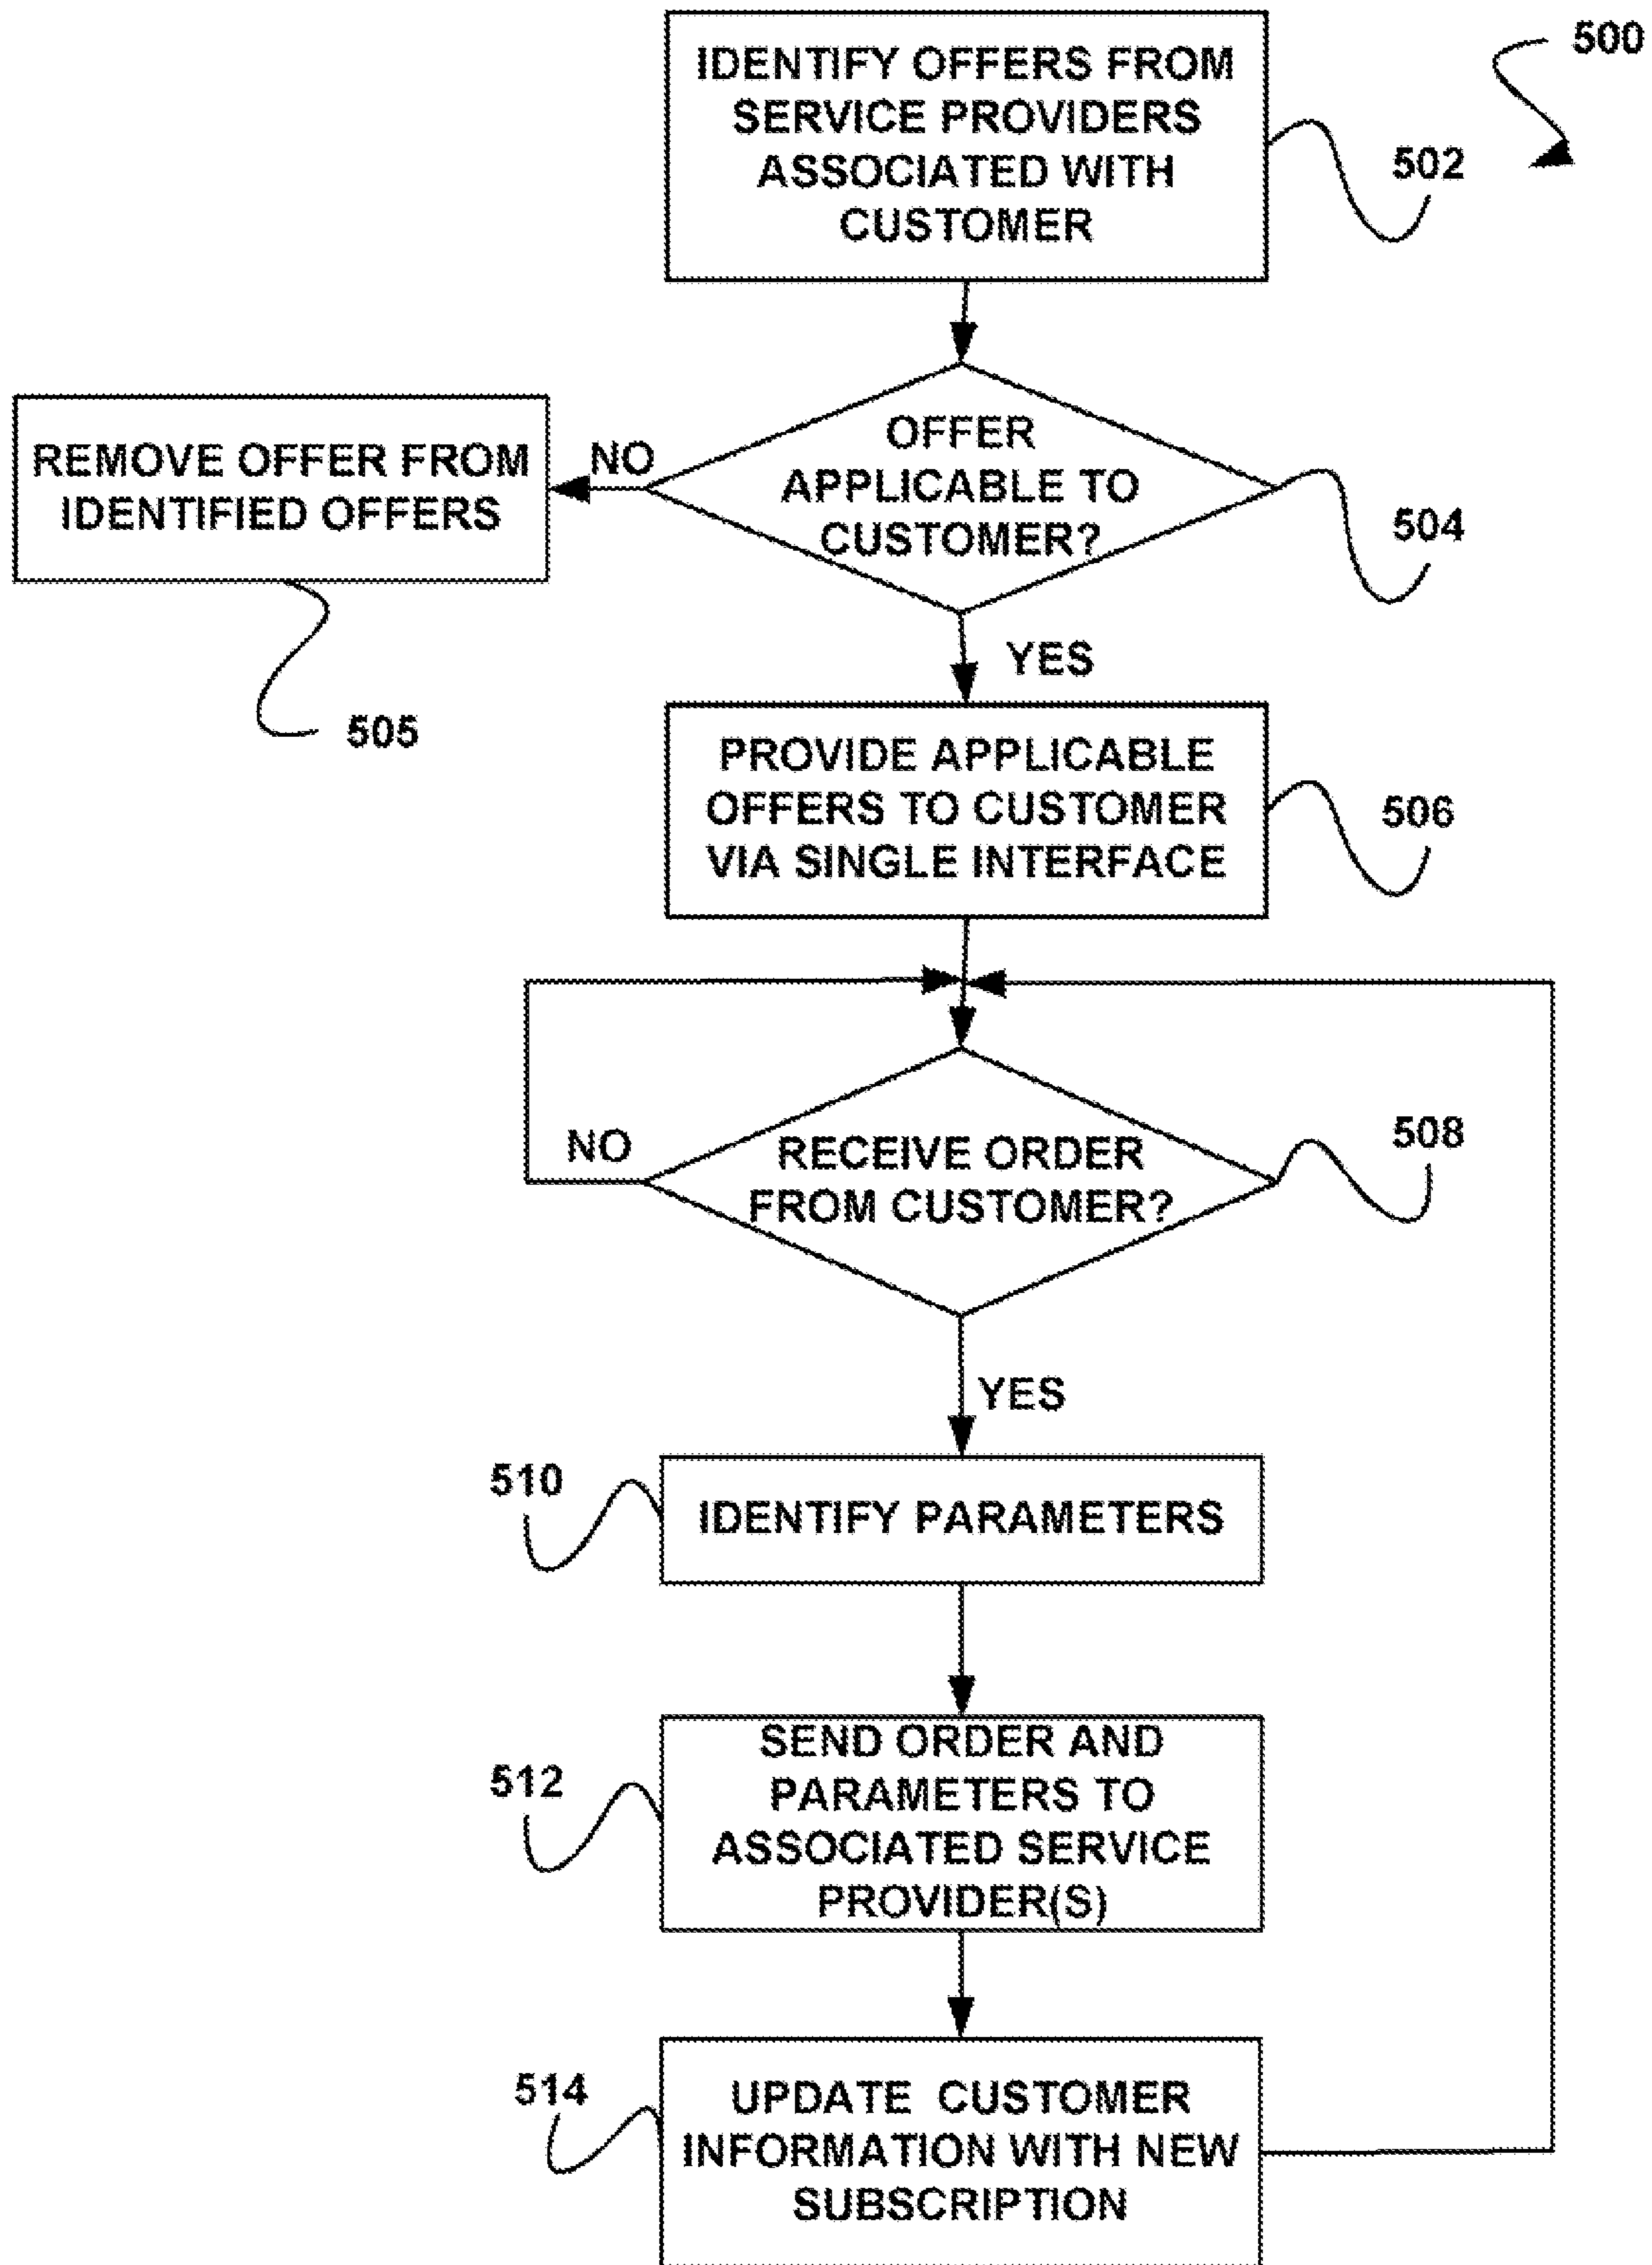 500
IDENTIFY OFFERS FROM
SERVICE PROVIDERS
ASSOCIATED WITH
CUSTOMER
502
OFFER
APPLICABLE TO
CUSTOMER?
504
NO
REMOVE OFFER FROM
IDENTIFIED OFFERS
505
YES
PROVIDE APPLICABLE
OFFERS TO CUSTOMER
VIA SINGLE INTERFACE
506
RECEIVE ORDER
FROM CUSTOMER?
508
NO
YES
510
IDENTIFY PARAMETERS
512
SEND ORDER AND
PARAMETERS TO
ASSOCIATED SERVICE
PROVIDER(S)
514
UPDATE CUSTOMER
INFORMATION WITH NEW
SUBSCRIPTION